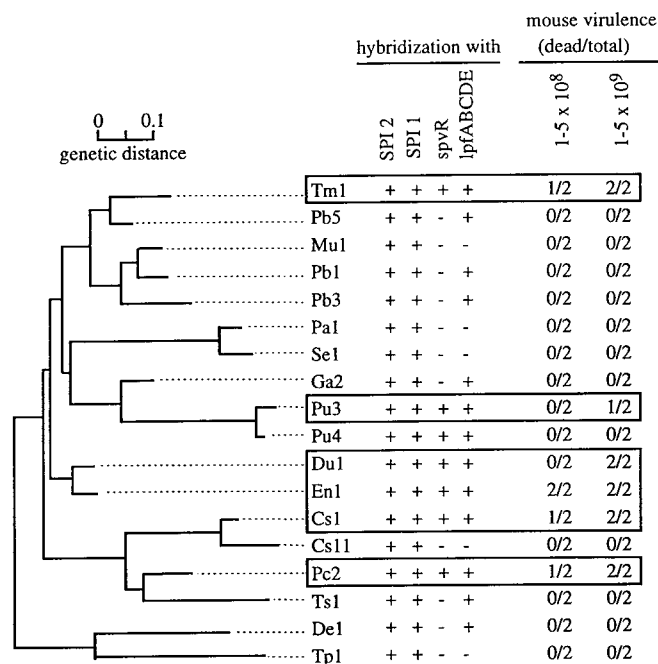 hybridization with
mouse virulence
(dead/total)
SPI 2
SPI 1
spvR
lpfABCDE
1-5 x 10⁸
1-5 x 10⁹
0 0.1
genetic distance
Tm1 + + + + 1/2 2/2
Pb5 + + - + 0/2 0/2
Mu1 + + - - 0/2 0/2
Pb1 + + - + 0/2 0/2
Pb3 + + - + 0/2 0/2
Pa1 + + - - 0/2 0/2
Se1 + + - - 0/2 0/2
Ga2 + + - + 0/2 0/2
Pu3 + + + + 0/2 1/2
Pu4 + + + + 0/2 0/2
Du1 + + + + 0/2 2/2
En1 + + + + 2/2 2/2
Cs1 + + + + 1/2 2/2
Cs11 + + - - 0/2 0/2
Pc2 + + + + 1/2 2/2
Ts1 + + - + 0/2 0/2
De1 + + - + 0/2 0/2
Tp1 + + - - 0/2 0/2